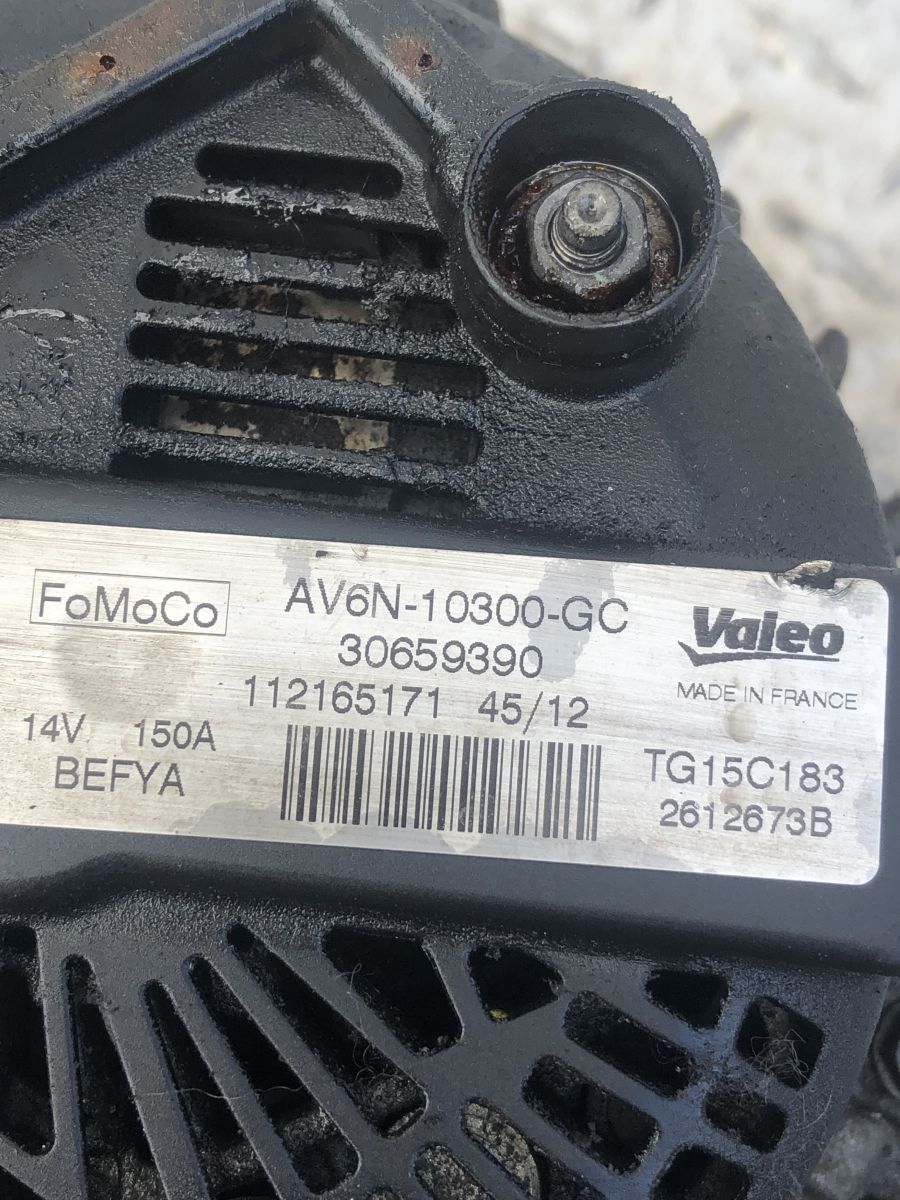 FoMoCo
AV6N-10300-GC
30659390
112165171 45/12
Valeo
MADE IN FRANCE
14V 150A
BEFYA
TG15C183
2612673B